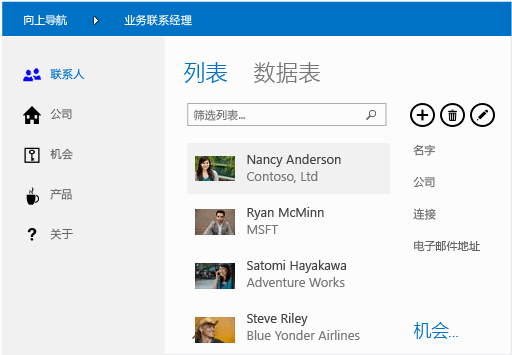 向上导航 业务联系经理
联系人
公司
机会
产品
关于
列表 数据表
筛选列表...
Nancy Anderson
Contoso, Ltd
Ryan McMinn
MSFT
Satomi Hayakawa
Adventure Works
Steve Riley
Blue Yonder Airlines
名字
公司
连接
电子邮件地址
机会...